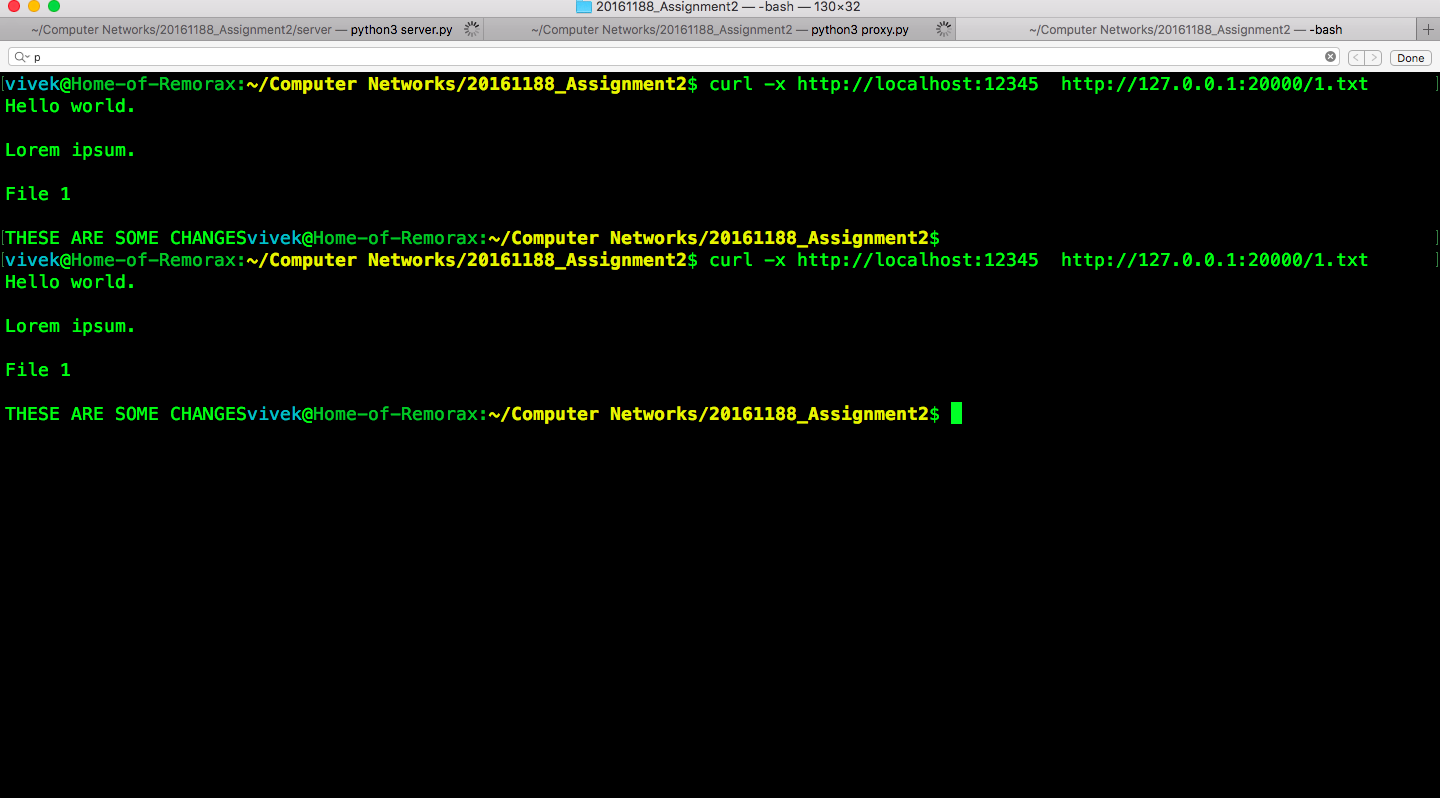 20161188_Assignment2 — -bash — 130×32
~/Computer Networks/20161188_Assignment2/server — python3 server.py ~/Computer Networks/20161188_Assignment2 — python3 proxy.py ~/Computer Networks/20161188_Assignment2 — -bash
p Done
vivek@Home-of-Remorax:~/Computer Networks/20161188_Assignment2$ curl -x http://localhost:12345  http://127.0.0.1:20000/1.txt
Hello world.
Lorem ipsum.
File 1
THESE ARE SOME CHANGESvivek@Home-of-Remorax:~/Computer Networks/20161188_Assignment2$
vivek@Home-of-Remorax:~/Computer Networks/20161188_Assignment2$ curl -x http://localhost:12345  http://127.0.0.1:20000/1.txt
Hello world.
Lorem ipsum.
File 1
THESE ARE SOME CHANGESvivek@Home-of-Remorax:~/Computer Networks/20161188_Assignment2$